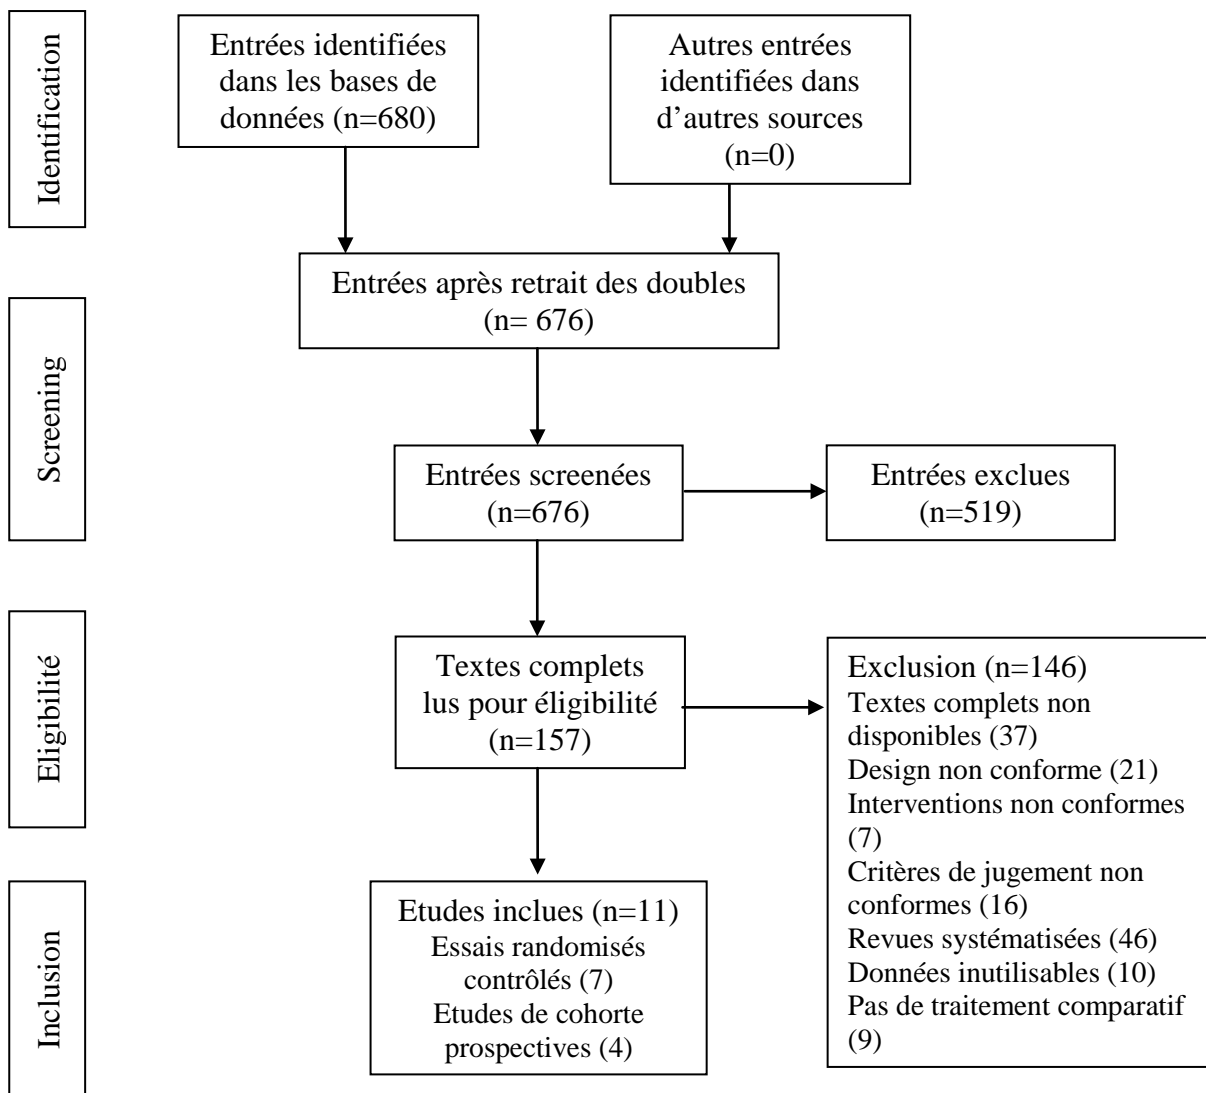 Identification
Entrées identifiées
dans les bases de
données (n=680)
Autres entrées
identifiées dans
d’autres sources
(n=0)
Entrées après retrait des doubles
(n= 676)
Screening
Entrées screenées
(n=676)
Entrées exclues
(n=519)
Eligibilité
Textes complets
lus pour éligibilité
(n=157)
Exclusion (n=146)
Textes complets non
disponibles (37)
Design non conforme (21)
Interventions non conformes
(7)
Critères de jugement non
conformes (16)
Revues systématisées (46)
Données inutilisables (10)
Pas de traitement comparatif
(9)
Inclusion
Etudes inclues (n=11)
Essais randomisés
contrôlés (7)
Etudes de cohorte
prospectives (4)